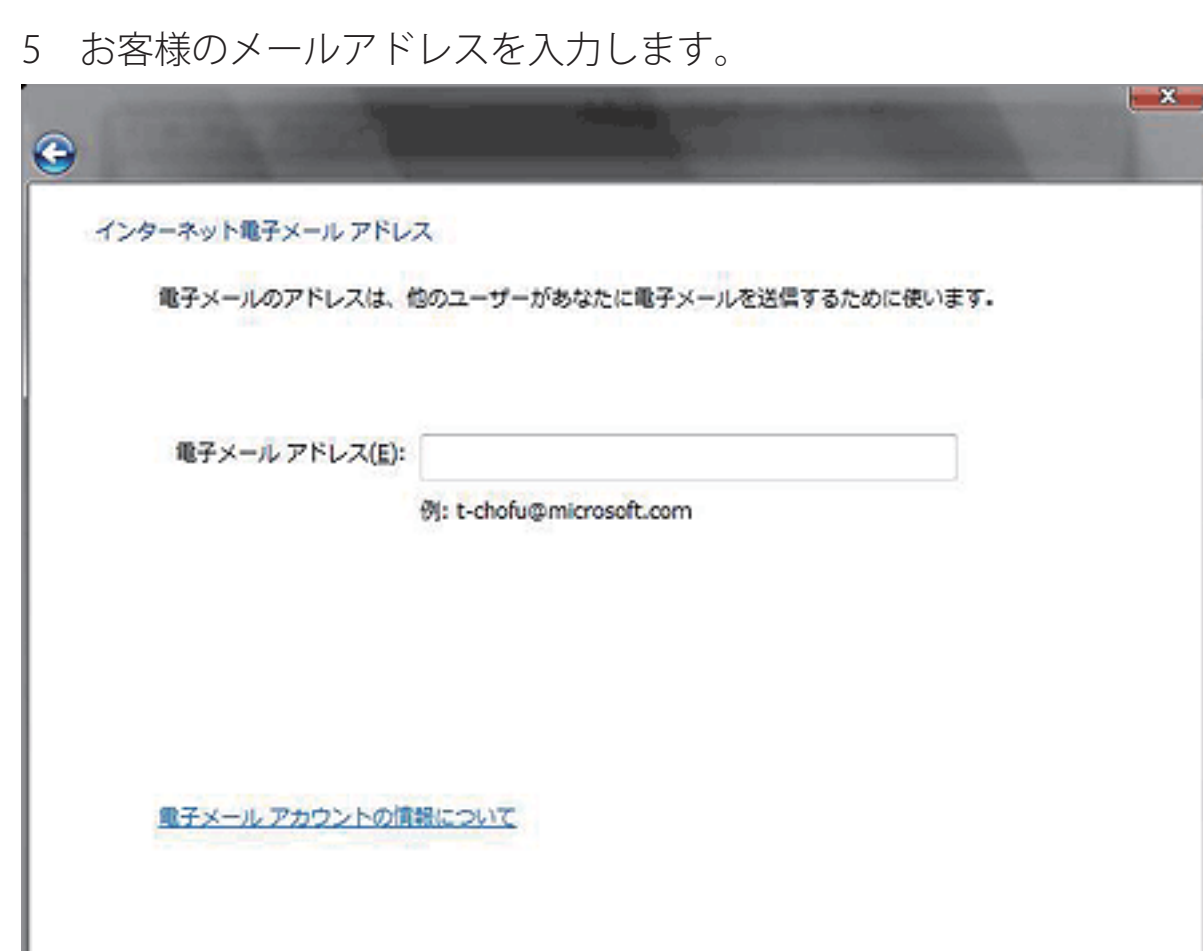 5 お客様のメールアドレスを入力します。
インターネット電子メール アドレス
電子メールのアドレスは、他のユーザーがあなたに電子メールを送信するために使います。
電子メール アドレス(E):
例: t-chofu@microsoft.com
電子メール アカウントの情報について